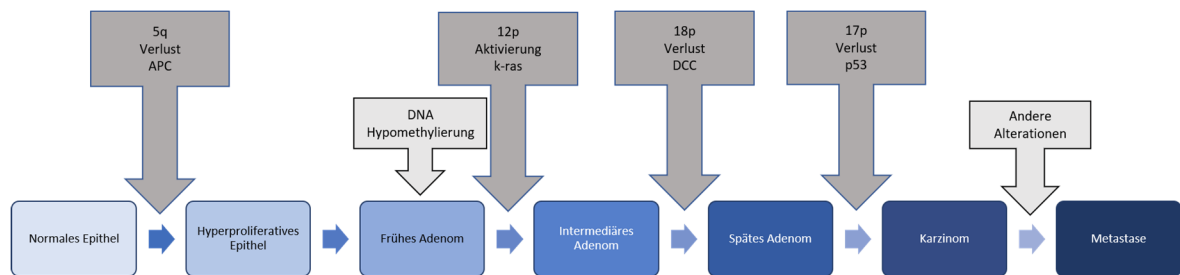 5q
Verlust
APC
12p
Aktivierung
k-ras
18p
Verlust
DCC
17p
Verlust
p53
DNA
Hypomethylierung
Andere
Alterationen
Normales Epithel
Hyperproliferatives
Epithel
Frühes Adenom
Intermediäres
Adenom
Spätes Adenom
Karzinom
Metastase